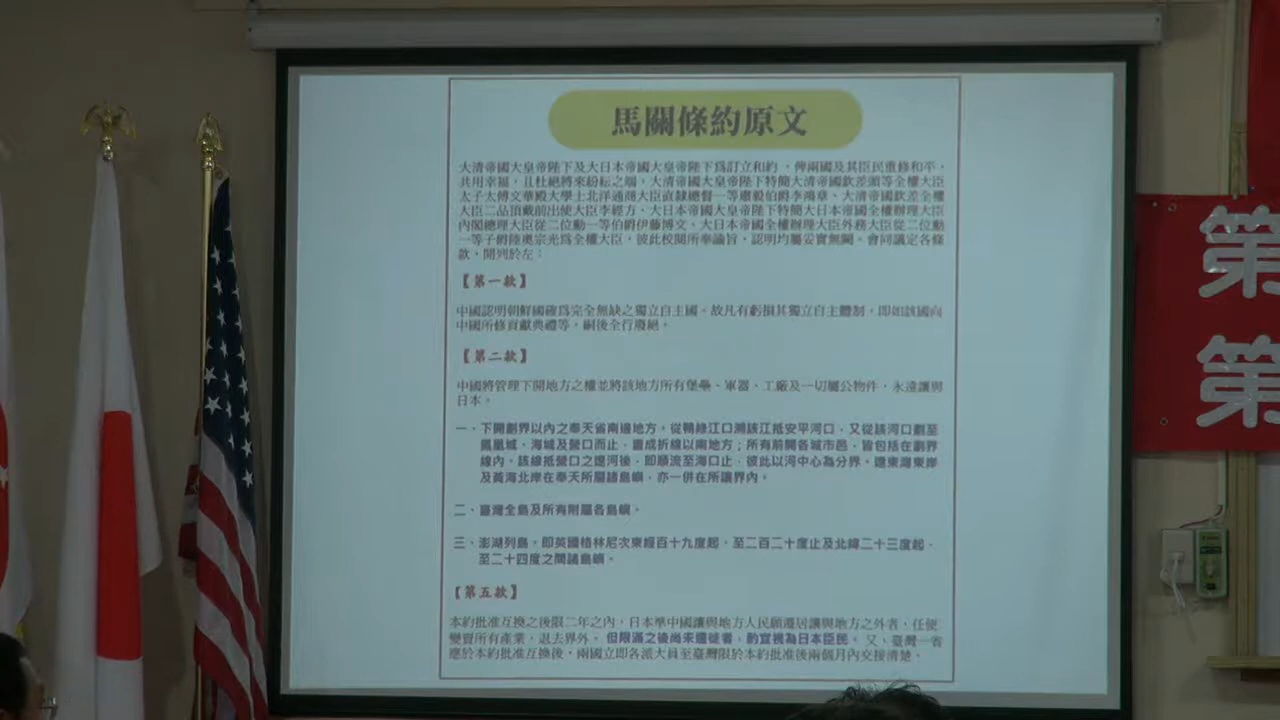 馬關條約原文
大清帝國大皇帝陛下及大日本帝國大皇帝陛下為訂立和約，俾兩國及其臣民重修和平，
共用幸福，且杜絕將來紛紜之端，大清帝國大皇帝陛下特簡大清帝國欽差頭等全權大臣
太子太傅文華殿大學士北洋通商大臣直隸總督一等肅毅伯爵李鴻章、大清帝國欽差全權
大臣二品頂戴前出使大臣李經方、大日本帝國大皇帝陛下特簡大日本帝國全權辦理大臣
內閣總理大臣從二位勳一等伯爵伊藤博文、大日本帝國全權辦理大臣外務大臣從二位勳
一等子爵陸奧宗光為全權大臣，彼此校閱所奉諭旨，認明均屬妥實無闕。會同議定各條
款，開列於左：
【第一款】
中國認明朝鮮國確為完全無缺之獨立自主國。故凡有虧損其獨立自主體制，即如該國向
中國所修貢獻典禮等，嗣後全行廢絕。
【第二款】
中國將管理下開地方之權並將該地方所有堡壘、軍器、工廠及一切屬公物件，永遠讓與
日本。
一、下開劃界以內之奉天省南邊地方。從鴨綠江口溯該江抵安平河口，又從該河口劃至
鳳凰城、海城及營口而止，畫成折線以南地方；所有前開各城市邑，皆包括在劃界
線內。該線抵營口之遼河後，即順流至海口止，彼此以河中心為分界。遼東灣東岸
及黃海北岸在奉天所屬諸島嶼，亦一併在所讓界內。
二、臺灣全島及所有附屬各島嶼。
三、澎湖列島。即英國格林尼次東經百十九度起、至二百二十度止及北緯二十三度起、
至二十四度之間諸島嶼。
【第五款】
本約批准互換之後限二年之內，日本準中國讓與地方人民願遷居讓與地方之外者，任便
變賣所有產業，退去界外。但限滿之後尚未遷徙者，酌宜視為日本臣民。又、臺灣一省
應於本約批准互換後，兩國立即各派大員至臺灣限於本約批准後兩個月內交接清楚。
第
第